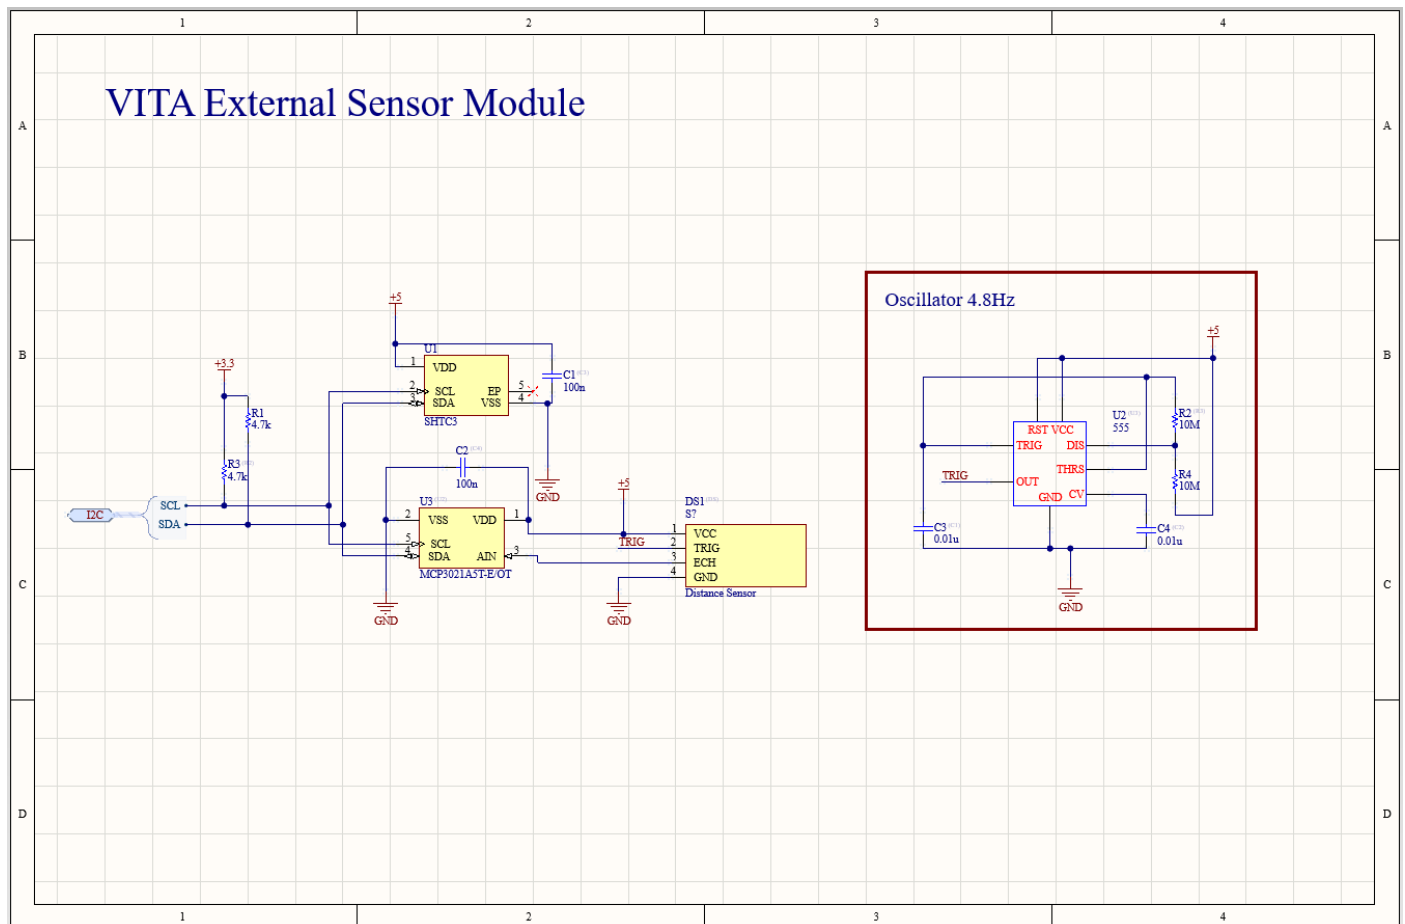 1 2 3 4
VITA External Sensor Module
A A
B B
C C
D D
+5
U1
1 VDD
2 SCL
3 SDA
EP 5
VSS 4
SHTC3
C1
100n
GND
+3.3
R1
4.7k
R3
4.7k
I2C
SCL
SDA
C2
100n
U3
2 VSS
VDD 1
5 SCL
4 SDA
AIN 3
MCP3021A5T-E/OT
GND
+5
TRIG
DS1
S?
1 VCC
2 TRIG
3 ECH
4 GND
Distance Sensor
GND
Oscillator 4.8Hz
+5
U2
555
RST VCC
TRIG DIS
THRS
OUT
GND CV
TRIG
R2
10M
R4
10M
C3
0.01u
C4
0.01u
GND
1 2 3 4